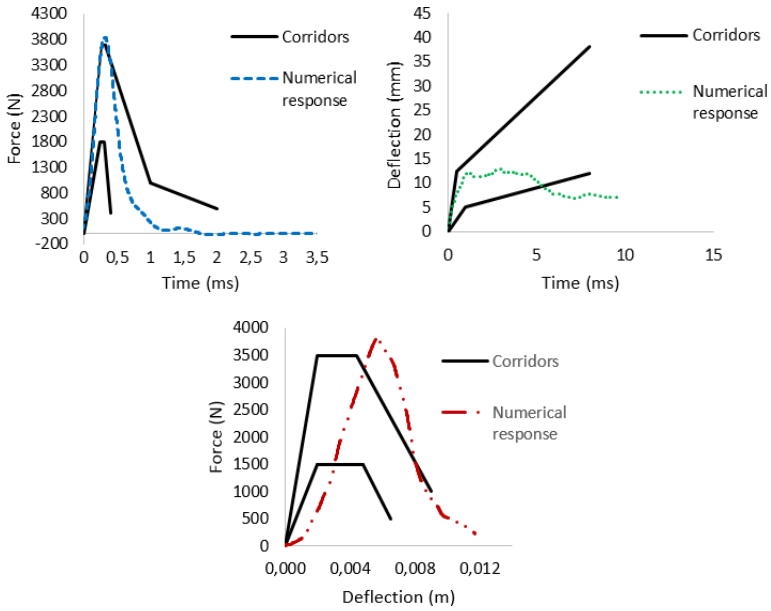 4300
3800
3300
2800
2300
1800
1300
800
300
-200
Force (N)
0 0,5 1 1,5 2 2,5 3 3,5
Time (ms)
Corridors
Numerical
response
45
40
35
30
25
20
15
10
5
0
Deflection (mm)
0 5 10 15
Time (ms)
Corridors
Numerical
response
4000
3500
3000
2500
2000
1500
1000
500
0
Force (N)
0,000 0,004 0,008 0,012
Deflection (m)
Corridors
Numerical
response